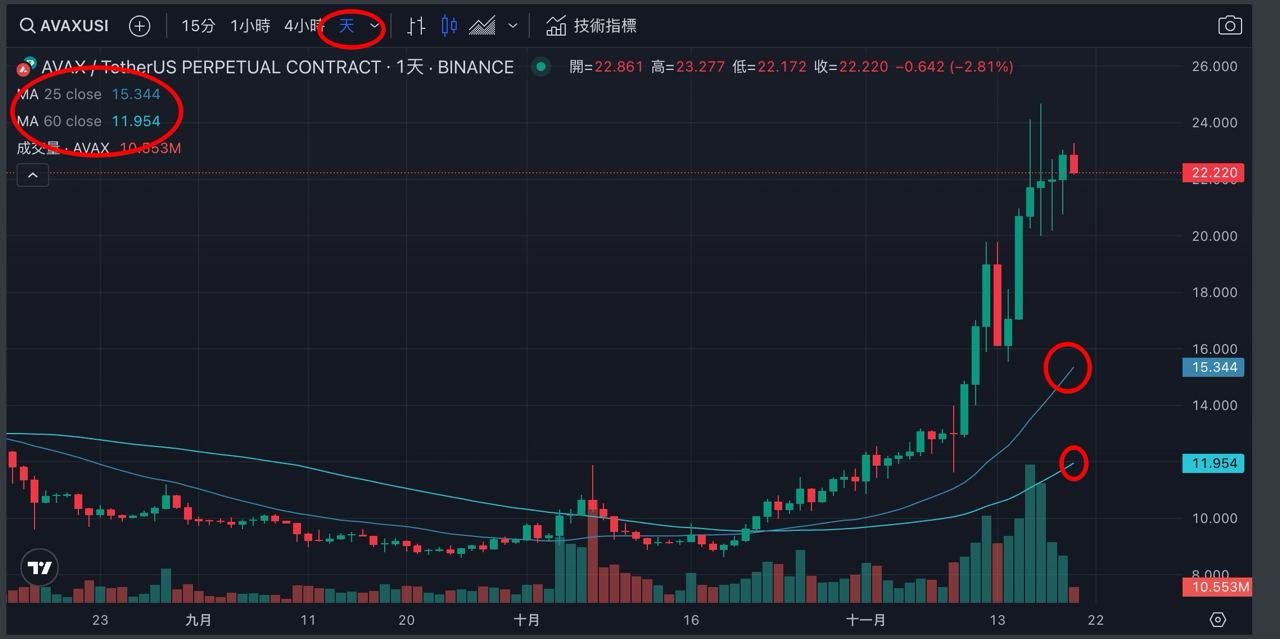 AVAXUSI 15分 1小時 4小時 天 技術指標
AVAX / TetherUS PERPETUAL CONTRACT · 1天 · BINANCE 開=22.861 高=23.277 低=22.172 收=22.220 −0.642 (−2.81%)
MA 25 close 15.344
MA 60 close 11.954
成交量 · AVAX 10.553M
26.000
24.000
22.220
22.000
20.000
18.000
16.000
15.344
14.000
11.954
10.000
8.000
10.553M
23 九月 11 20 十月 16 十一月 13 22